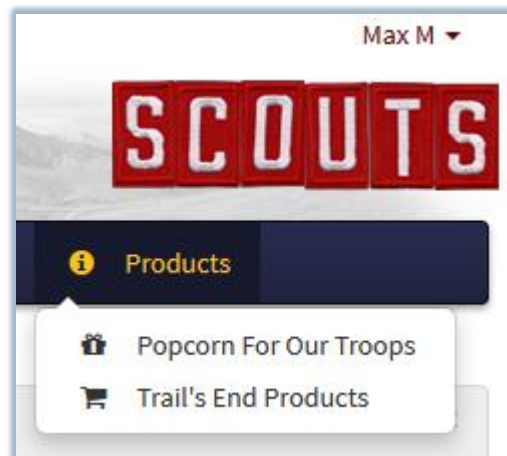 Max M
SCOUTS
Products
Popcorn For Our Troops
Trail's End Products